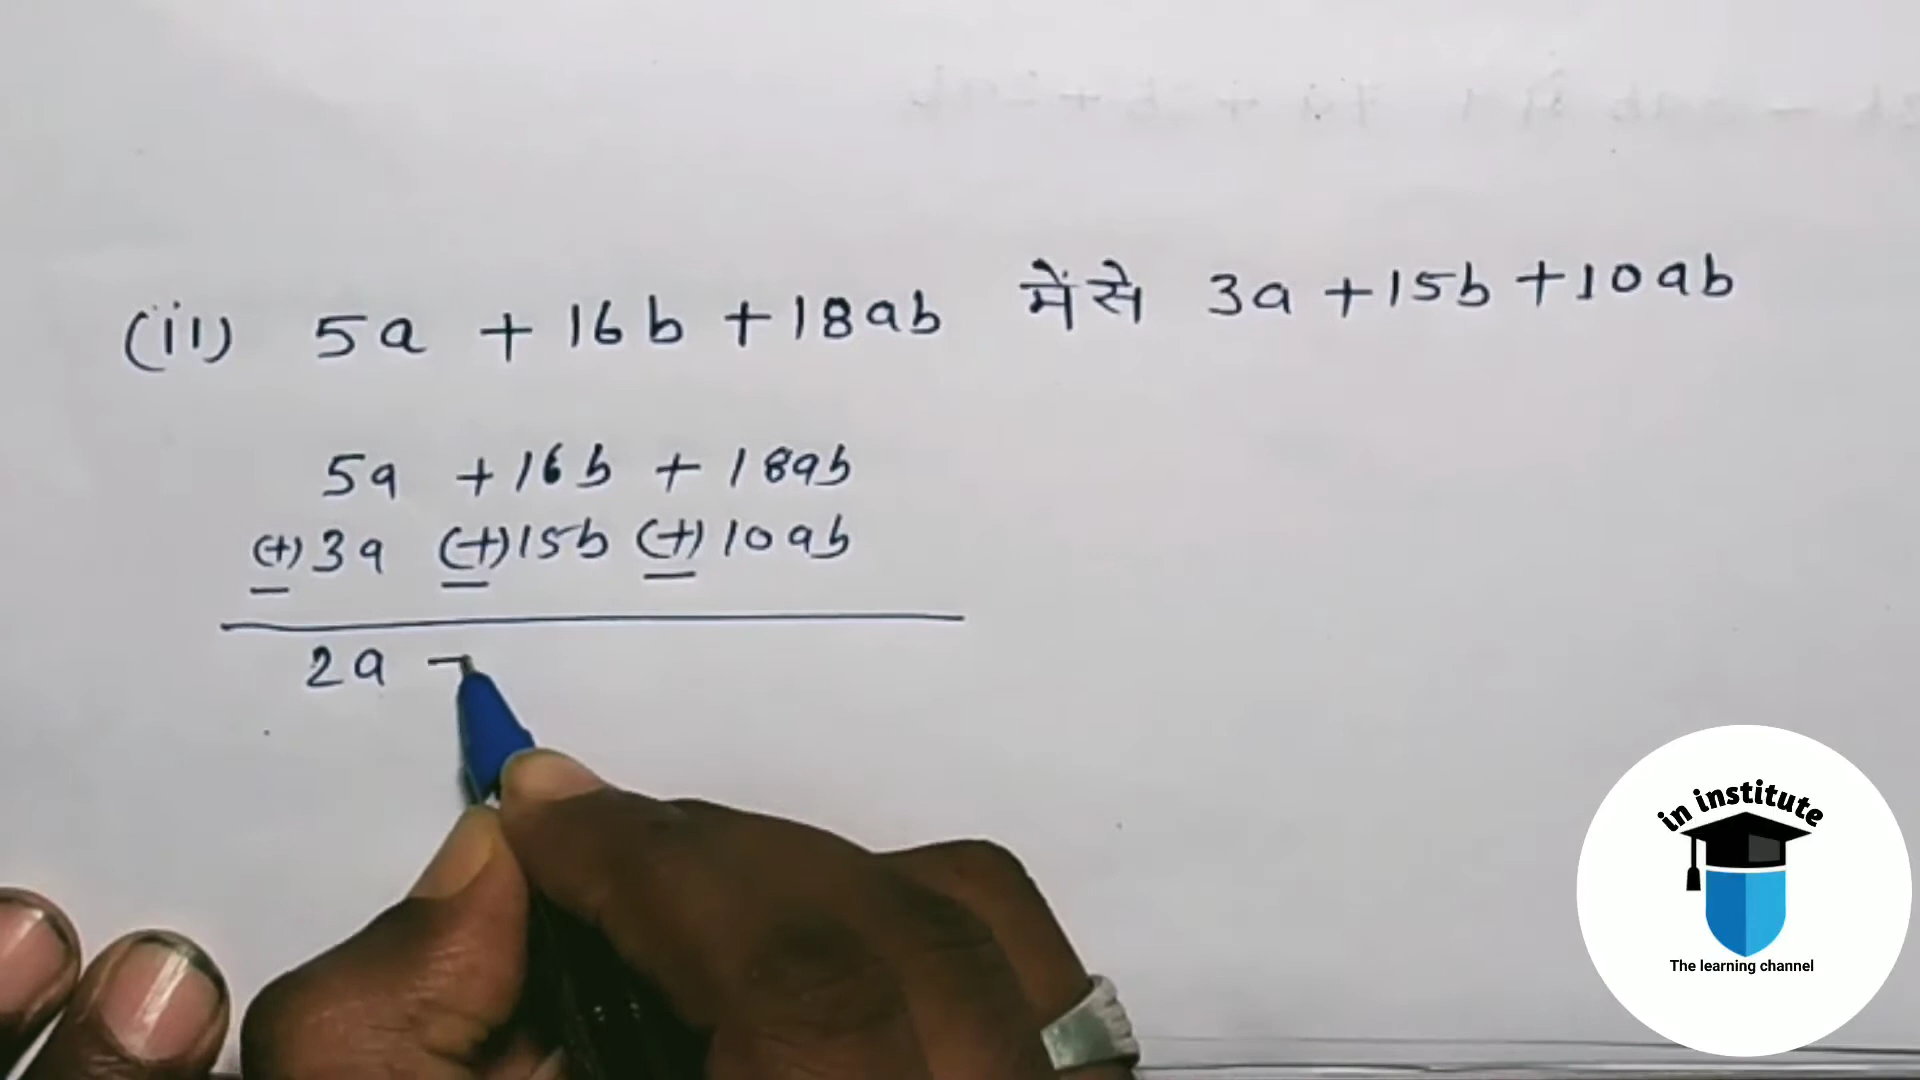 (ii) 5a + 16b + 18ab में से 3a + 15b + 10ab
5a + 16b + 18ab
(+) 3a (+) 15b (+) 10ab
2a
in institute
The learning channel